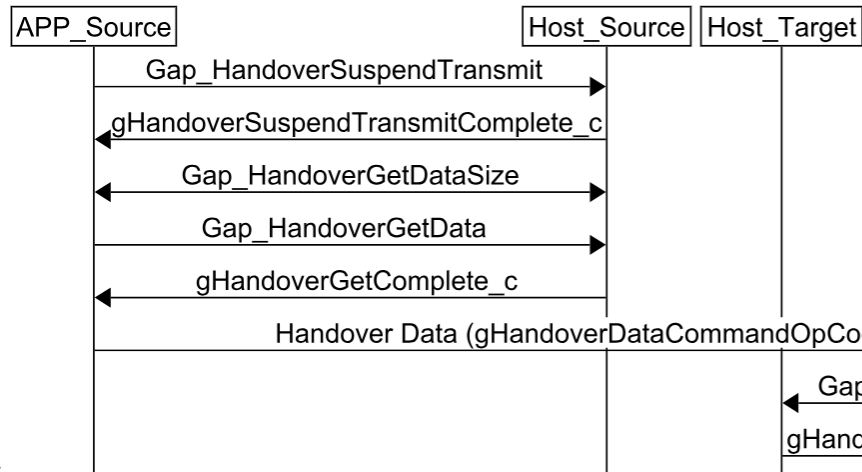 APP_Source Host_Source Host_Target
Gap_HandoverSuspendTransmit
gHandoverSuspendTransmitComplete_c
Gap_HandoverGetDataSize
Gap_HandoverGetData
gHandoverGetComplete_c
Handover Data (gHandoverDataCommandOpCo
Gap
gHand